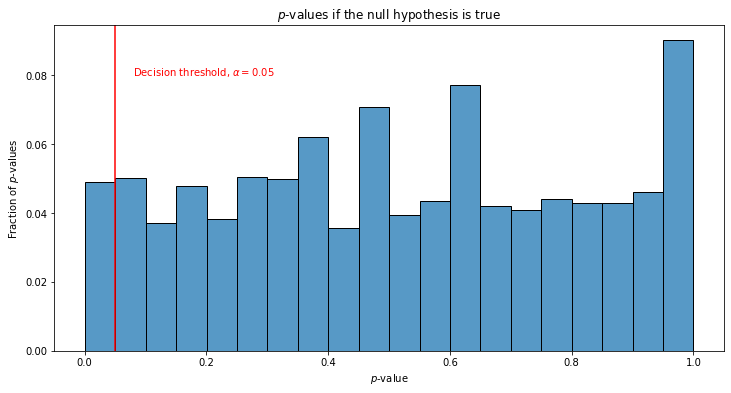 p-values if the null hypothesis is true
Decision threshold, α = 0.05
Fraction of p-values
0.08
0.06
0.04
0.02
0.00
0.0 0.2 0.4 0.6 0.8 1.0
p-value